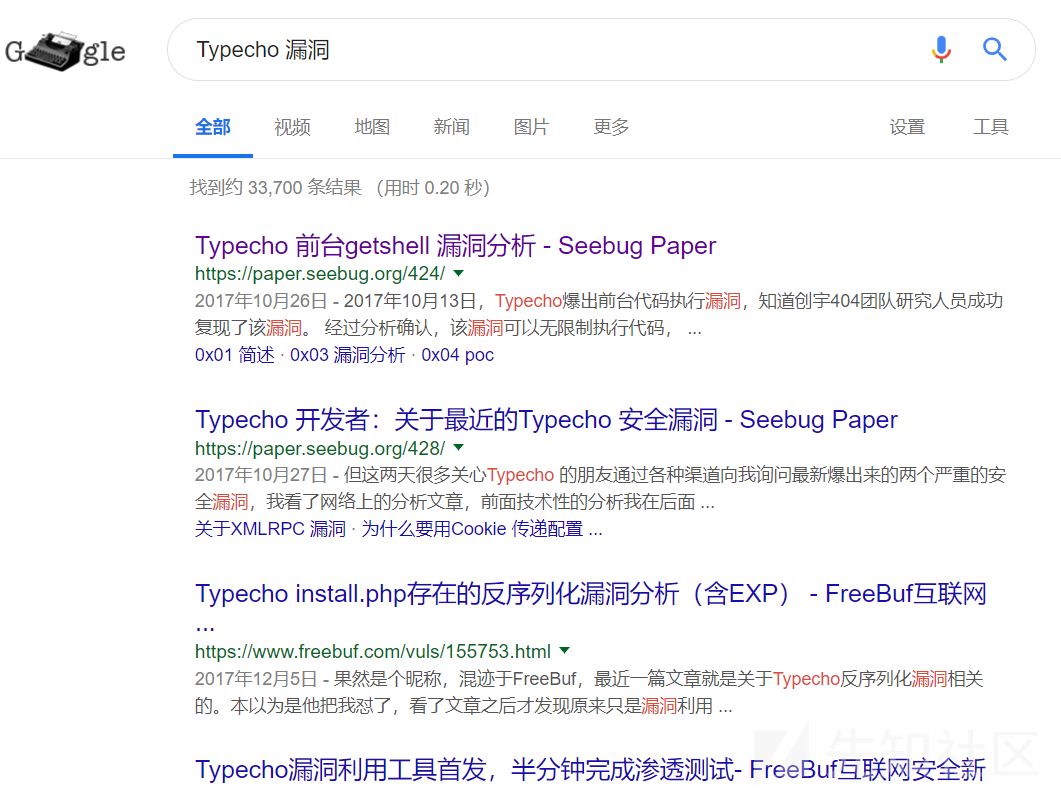 G gle
Typecho 漏洞
全部 视频 地图 新闻 图片 更多 设置 工具
找到约 33,700 条结果 （用时 0.20 秒）
Typecho 前台getshell 漏洞分析 - Seebug Paper
https://paper.seebug.org/424/
2017年10月26日 - 2017年10月13日，Typecho爆出前台代码执行漏洞，知道创宇404团队研究人员成功
复现了该漏洞。 经过分析确认，该漏洞可以无限制执行代码， ...
0x01 简述 · 0x03 漏洞分析 · 0x04 poc
Typecho 开发者：关于最近的Typecho 安全漏洞 - Seebug Paper
https://paper.seebug.org/428/
2017年10月27日 - 但这两天很多关心Typecho 的朋友通过各种渠道向我询问最新爆出来的两个严重的安
全漏洞，我看了网络上的分析文章，前面技术性的分析我在后面 ...
关于XMLRPC 漏洞 · 为什么要用Cookie 传递配置 ...
Typecho install.php存在的反序列化漏洞分析（含EXP） - FreeBuf互联网
...
https://www.freebuf.com/vuls/155753.html
2017年12月5日 - 果然是个昵称，混迹于FreeBuf，最近一篇文章就是关于Typecho反序列化漏洞相关
的。本以为是他把我怼了，看了文章之后才发现原来只是漏洞利用 ...
Typecho漏洞利用工具首发，半分钟完成渗透测试- FreeBuf互联网安全新
先知社区